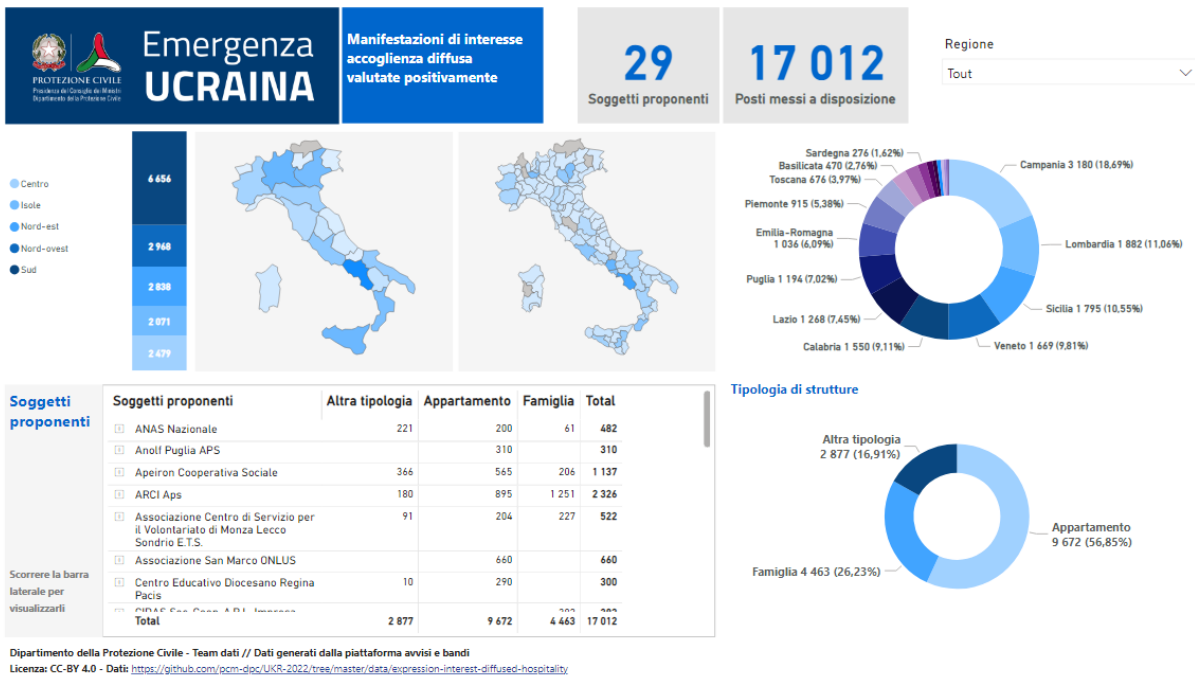 PROTEZIONE CIVILE
Presidenza del Consiglio dei Ministri
Dipartimento della Protezione Civile
Emergenza
UCRAINA
Manifestazioni di interesse
accoglienza diffusa
valutate positivamente
29
Soggetti proponenti
17 012
Posti messi a disposizione
Regione
Tout
Centro
Isole
Nord-est
Nord-ovest
Sud
6 656
2 968
2 838
2 071
2 479
Sardegna 276 (1,62%)
Basilicata 470 (2,76%)
Toscana 676 (3,97%)
Piemonte 915 (5,38%)
Emilia-Romagna
1 036 (6,09%)
Puglia 1 194 (7,02%)
Lazio 1 268 (7,45%)
Calabria 1 550 (9,11%)
Campania 3 180 (18,69%)
Lombardia 1 882 (11,06%)
Sicilia 1 795 (10,55%)
Veneto 1 669 (9,81%)
Soggetti
proponenti
Scorrere la barra
laterale per
visualizzarli
Soggetti proponenti Altra tipologia Appartamento Famiglia Total
ANAS Nazionale 221 200 61 482
Anolf Puglia APS 310 310
Apeiron Cooperativa Sociale 366 565 206 1 137
ARCI Aps 180 895 1 251 2 326
Associazione Centro di Servizio per 91 204 227 522
il Volontariato di Monza Lecco
Sondrio E.T.S.
Associazione San Marco ONLUS 660 660
Centro Educativo Diocesano Regina 10 290 300
Pacis
Total 2 877 9 672 4 463 17 012
Tipologia di strutture
Altra tipologia
2 877 (16,91%)
Appartamento
9 672 (56,85%)
Famiglia 4 463 (26,23%)
Dipartimento della Protezione Civile - Team dati // Dati generati dalla piattaforma avvisi e bandi
Licenza: CC-BY 4.0 - Dati: https://github.com/pcm-dpc/UKR-2022/tree/master/data/expression-interest-diffused-hospitality